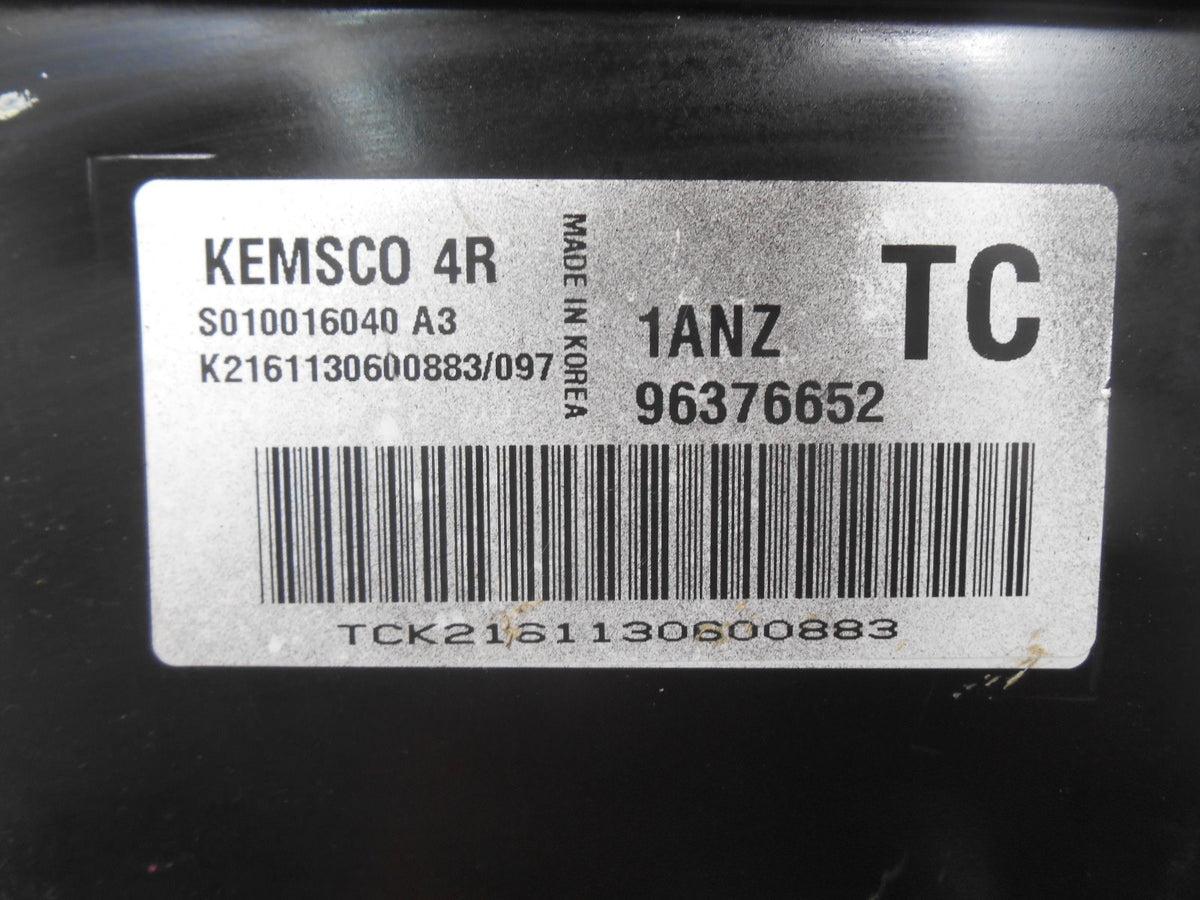 KEMSCO 4R
S010016040 A3
K2161130600883/097
MADE IN KOREA
1ANZ
96376652
TC
TCK2161130600883